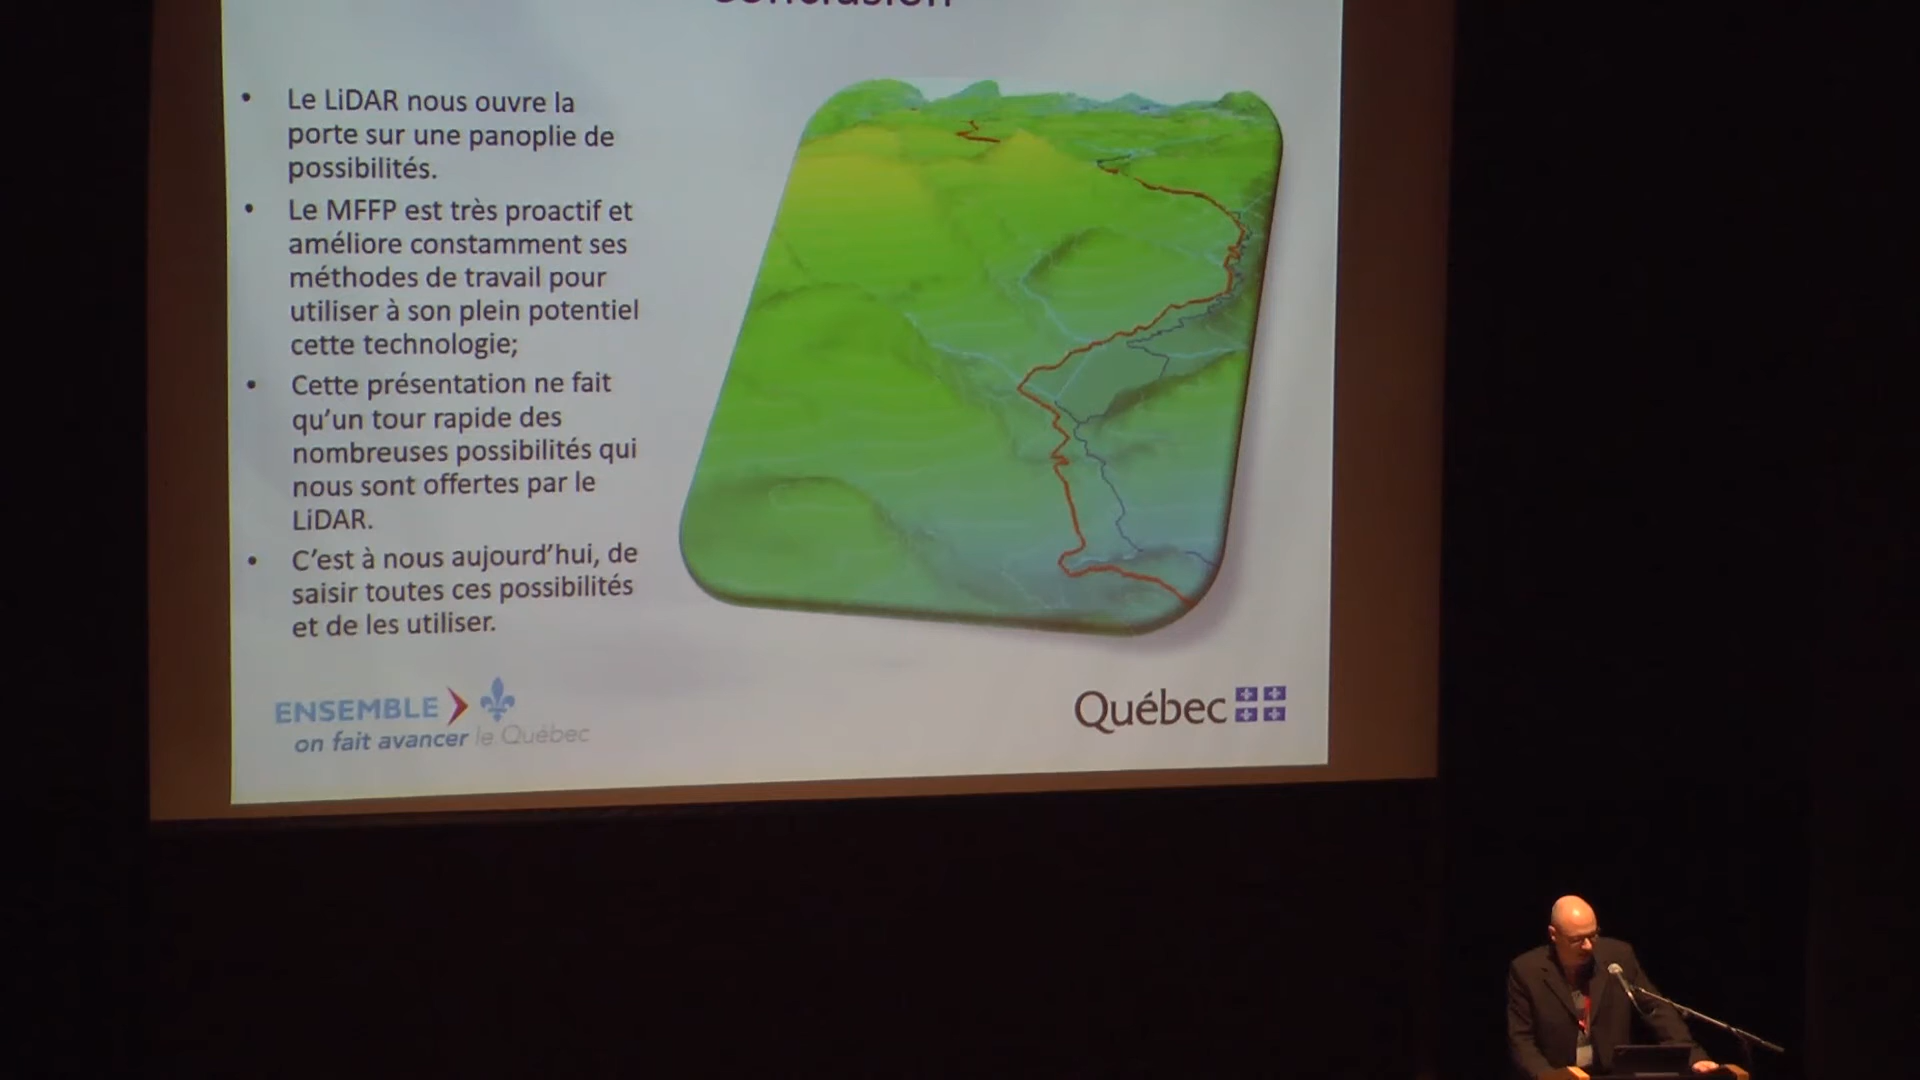 Conclusion
• Le LiDAR nous ouvre la
porte sur une panoplie de
possibilités.
• Le MFFP est très proactif et
améliore constamment ses
méthodes de travail pour
utiliser à son plein potentiel
cette technologie;
• Cette présentation ne fait
qu'un tour rapide des
nombreuses possibilités qui
nous sont offertes par le
LiDAR.
• C'est à nous aujourd'hui, de
saisir toutes ces possibilités
et de les utiliser.
ENSEMBLE
on fait avancer le Québec
Québec